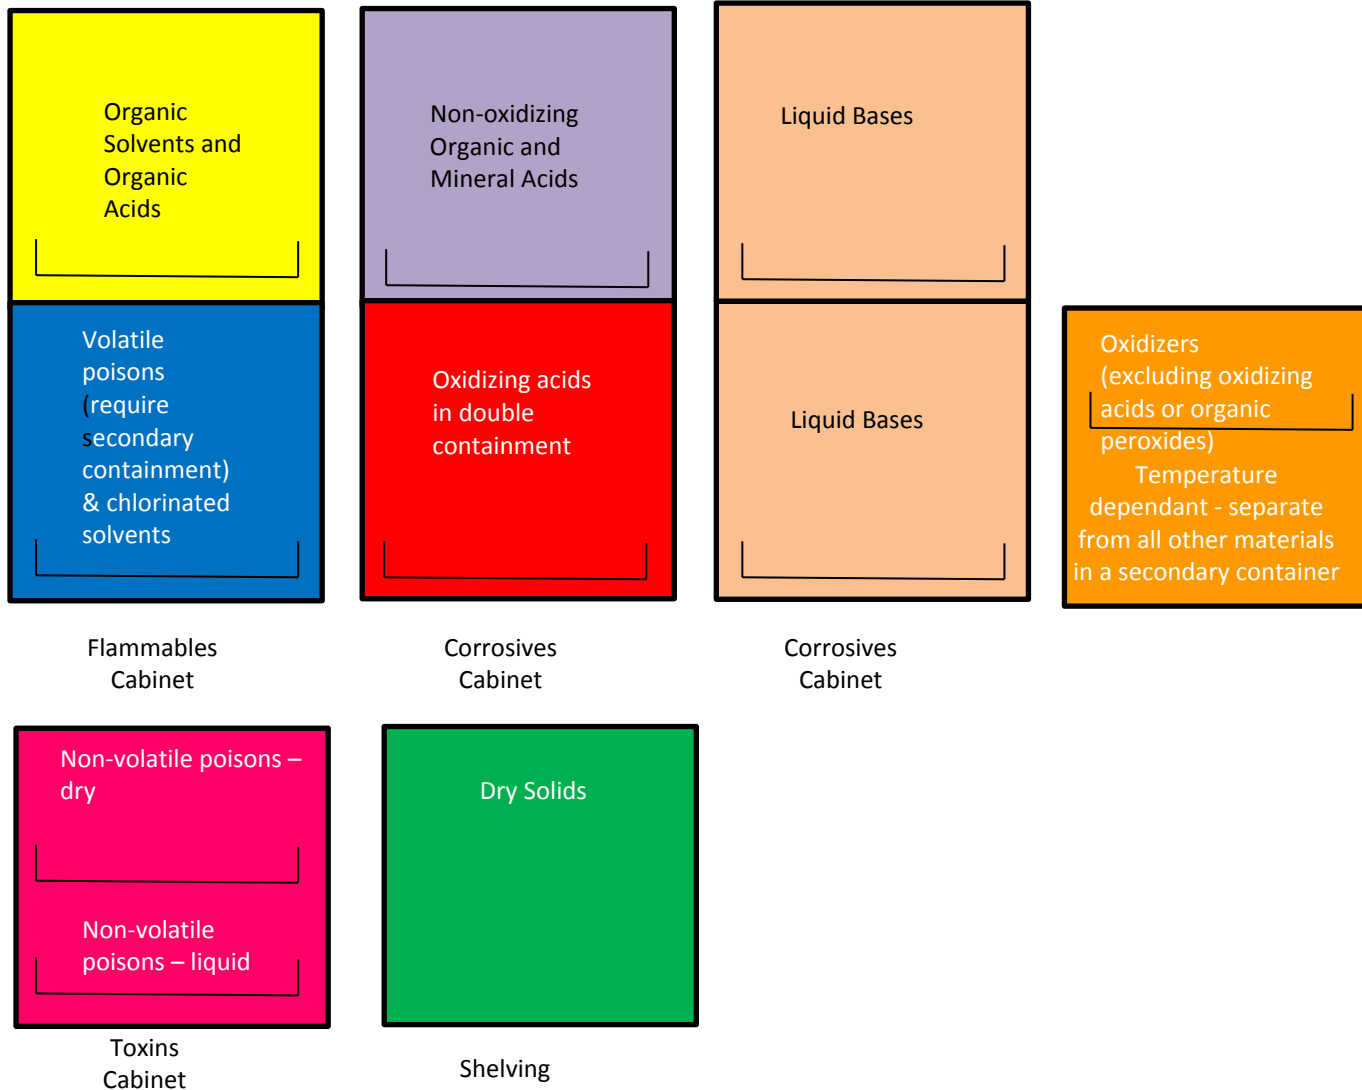 Organic
Solvents and
Organic
Acids
Non-oxidizing
Organic and
Mineral Acids
Liquid Bases
Volatile
poisons
(require
secondary
containment)
& chlorinated
solvents
Oxidizing acids
in double
containment
Liquid Bases
Oxidizers
(excluding oxidizing
acids or organic
peroxides)
Temperature
dependant - separate
from all other materials
in a secondary container
Flammables
Cabinet
Corrosives
Cabinet
Corrosives
Cabinet
Non-volatile poisons –
dry
Non-volatile
poisons – liquid
Dry Solids
Toxins
Cabinet
Shelving